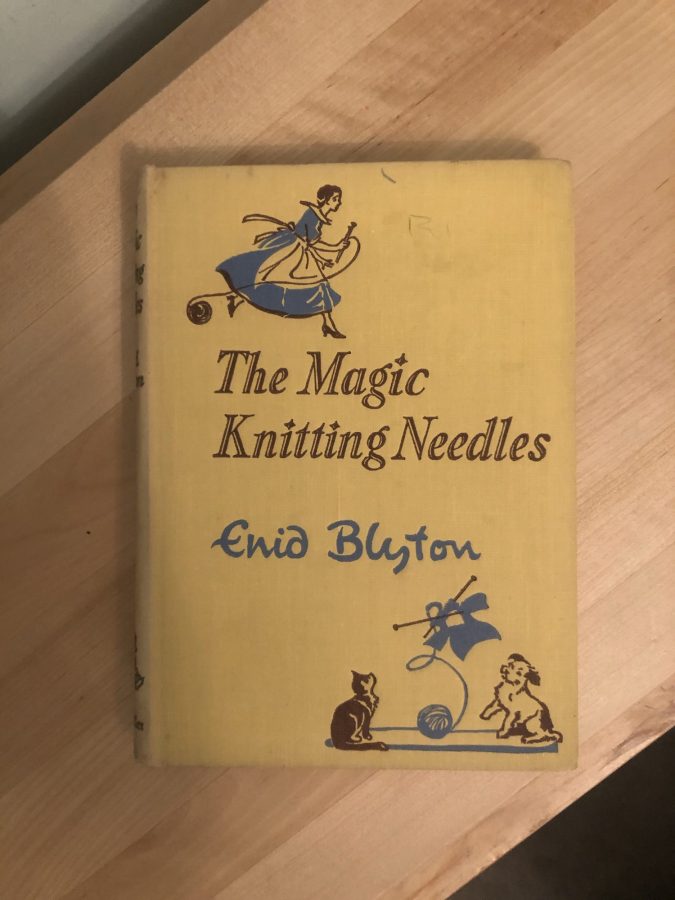 The Magic
Knitting Needles
Enid Blyton